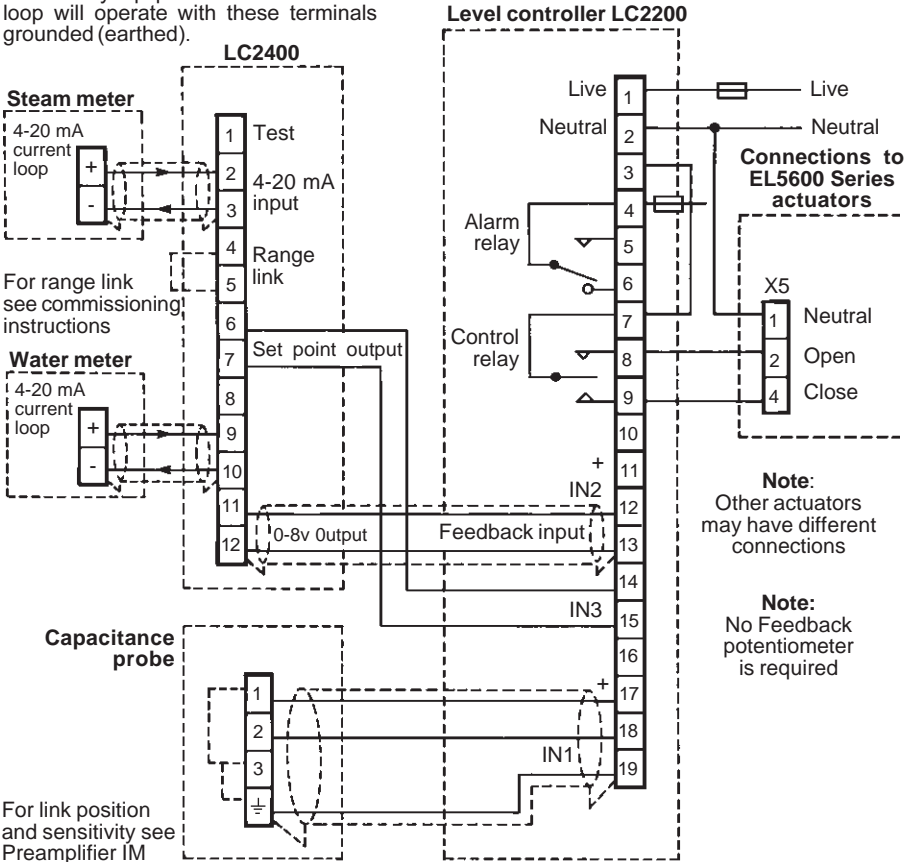 loop will operate with these terminals
grounded (earthed).
LC2400
Steam meter
4-20 mA
current
loop
+
-
1
2
3
4
5
6
7
8
9
10
11
12
Test
4-20 mA
input
Range
link
Set point output
0-8v 0utput
For range link
see commissioning
instructions
Water meter
4-20 mA
current
loop
+
-
Capacitance
probe
1
2
3
For link position
and sensitivity see
Preamplifier IM
Level controller LC2200
Live
Neutral
Alarm
relay
Control
relay
+
IN2
Feedback input
IN3
+
IN1
1
2
3
4
5
6
7
8
9
10
11
12
13
14
15
16
17
18
19
Live
Neutral
Connections to
EL5600 Series
actuators
X5
1
2
4
Neutral
Open
Close
Note:
Other actuators
may have different
connections
Note:
No Feedback
potentiometer
is required